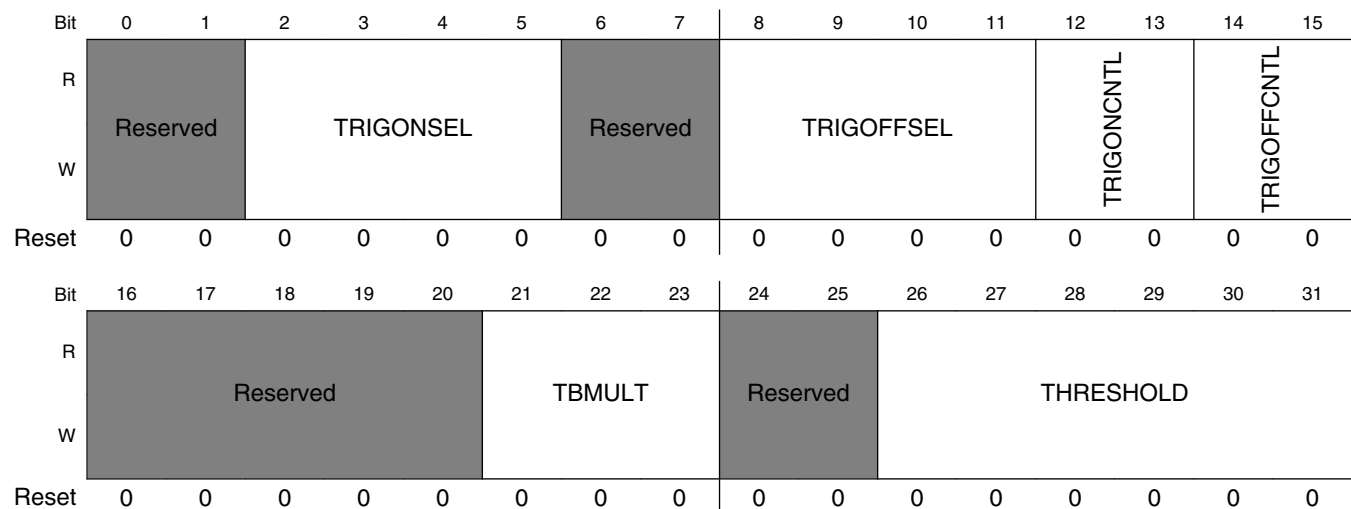 Bit 0 1 2 3 4 5 6 7 8 9 10 11 12 13 14 15
R
Reserved TRIGONSEL Reserved TRIGOFFSEL TRIGONCNTL TRIGOFFCNTL
W
Reset 0 0 0 0 0 0 0 0 0 0 0 0 0 0 0 0
Bit 16 17 18 19 20 21 22 23 24 25 26 27 28 29 30 31
R
Reserved TBMULT Reserved THRESHOLD
W
Reset 0 0 0 0 0 0 0 0 0 0 0 0 0 0 0 0